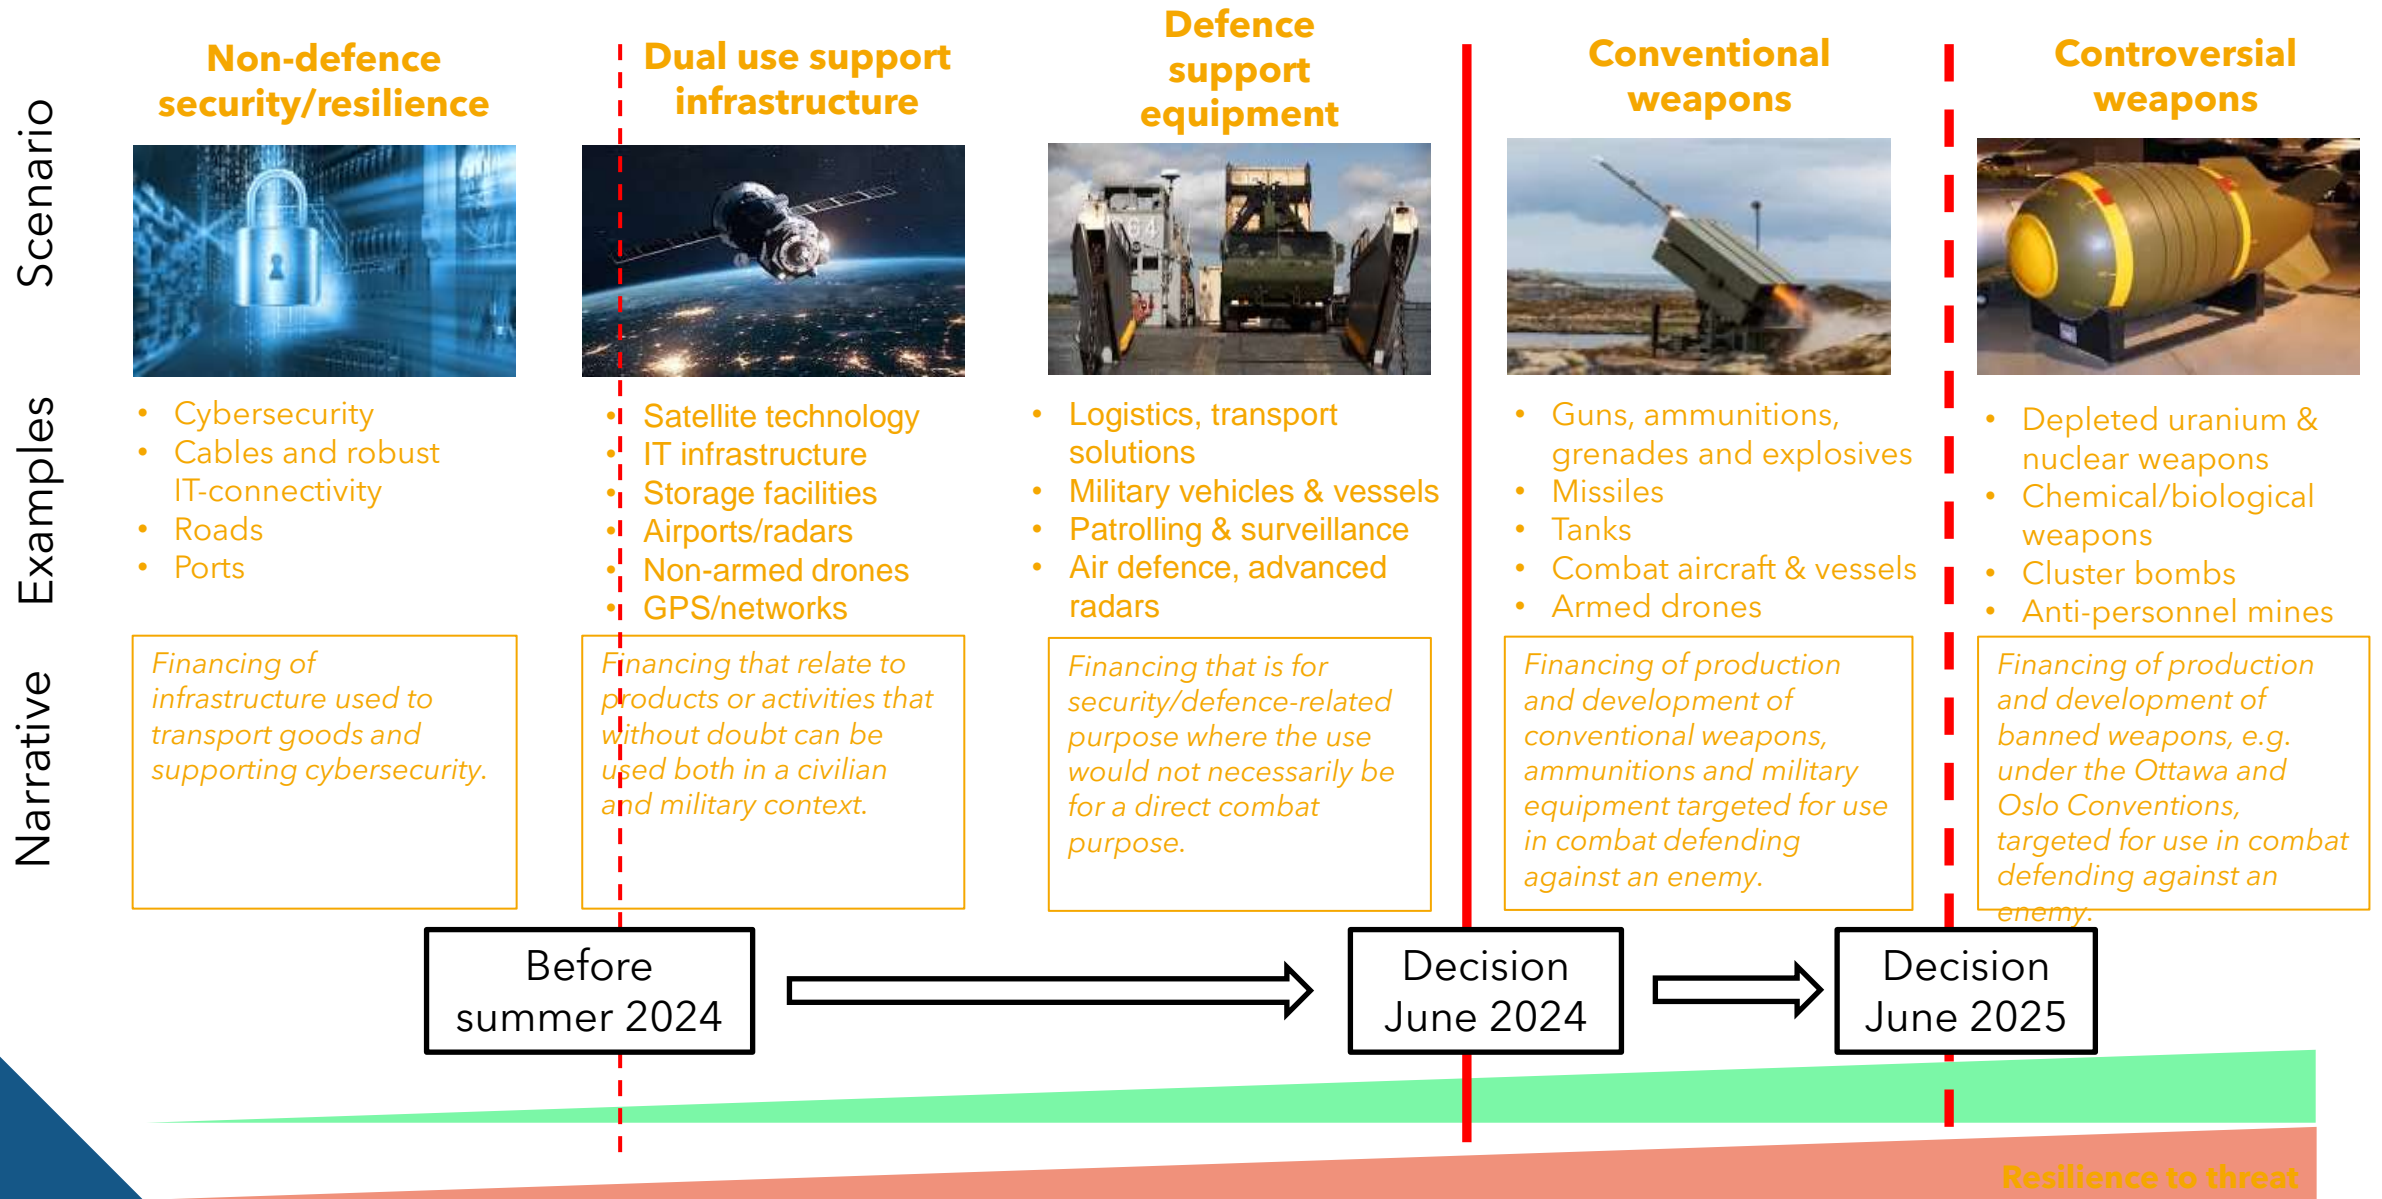 Scenario
Non-defence
security/resilience
Dual use support
infrastructure
Defence
support
equipment
Conventional
weapons
Controversial
weapons
Examples
• Cybersecurity
• Cables and robust
IT-connectivity
• Roads
• Ports
• Satellite technology
• IT infrastructure
• Storage facilities
• Airports/radars
• Non-armed drones
• GPS/networks
• Logistics, transport
solutions
• Military vehicles & vessels
• Patrolling & surveillance
• Air defence, advanced
radars
• Guns, ammunitions,
grenades and explosives
• Missiles
• Tanks
• Combat aircraft & vessels
• Armed drones
• Depleted uranium &
nuclear weapons
• Chemical/biological
weapons
• Cluster bombs
• Anti-personnel mines
Narrative
Financing of
infrastructure used to
transport goods and
supporting cybersecurity.
Financing that relate to
products or activities that
without doubt can be
used both in a civilian
and military context.
Financing that is for
security/defence-related
purpose where the use
would not necessarily be
for a direct combat
purpose.
Financing of production
and development of
conventional weapons,
ammunitions and military
equipment targeted for use
in combat defending
against an enemy.
Financing of production
and development of
banned weapons, e.g.
under the Ottawa and
Oslo Conventions,
targeted for use in combat
defending against an
enemy.
Before
summer 2024
Decision
June 2024
Decision
June 2025
Resilience to threat